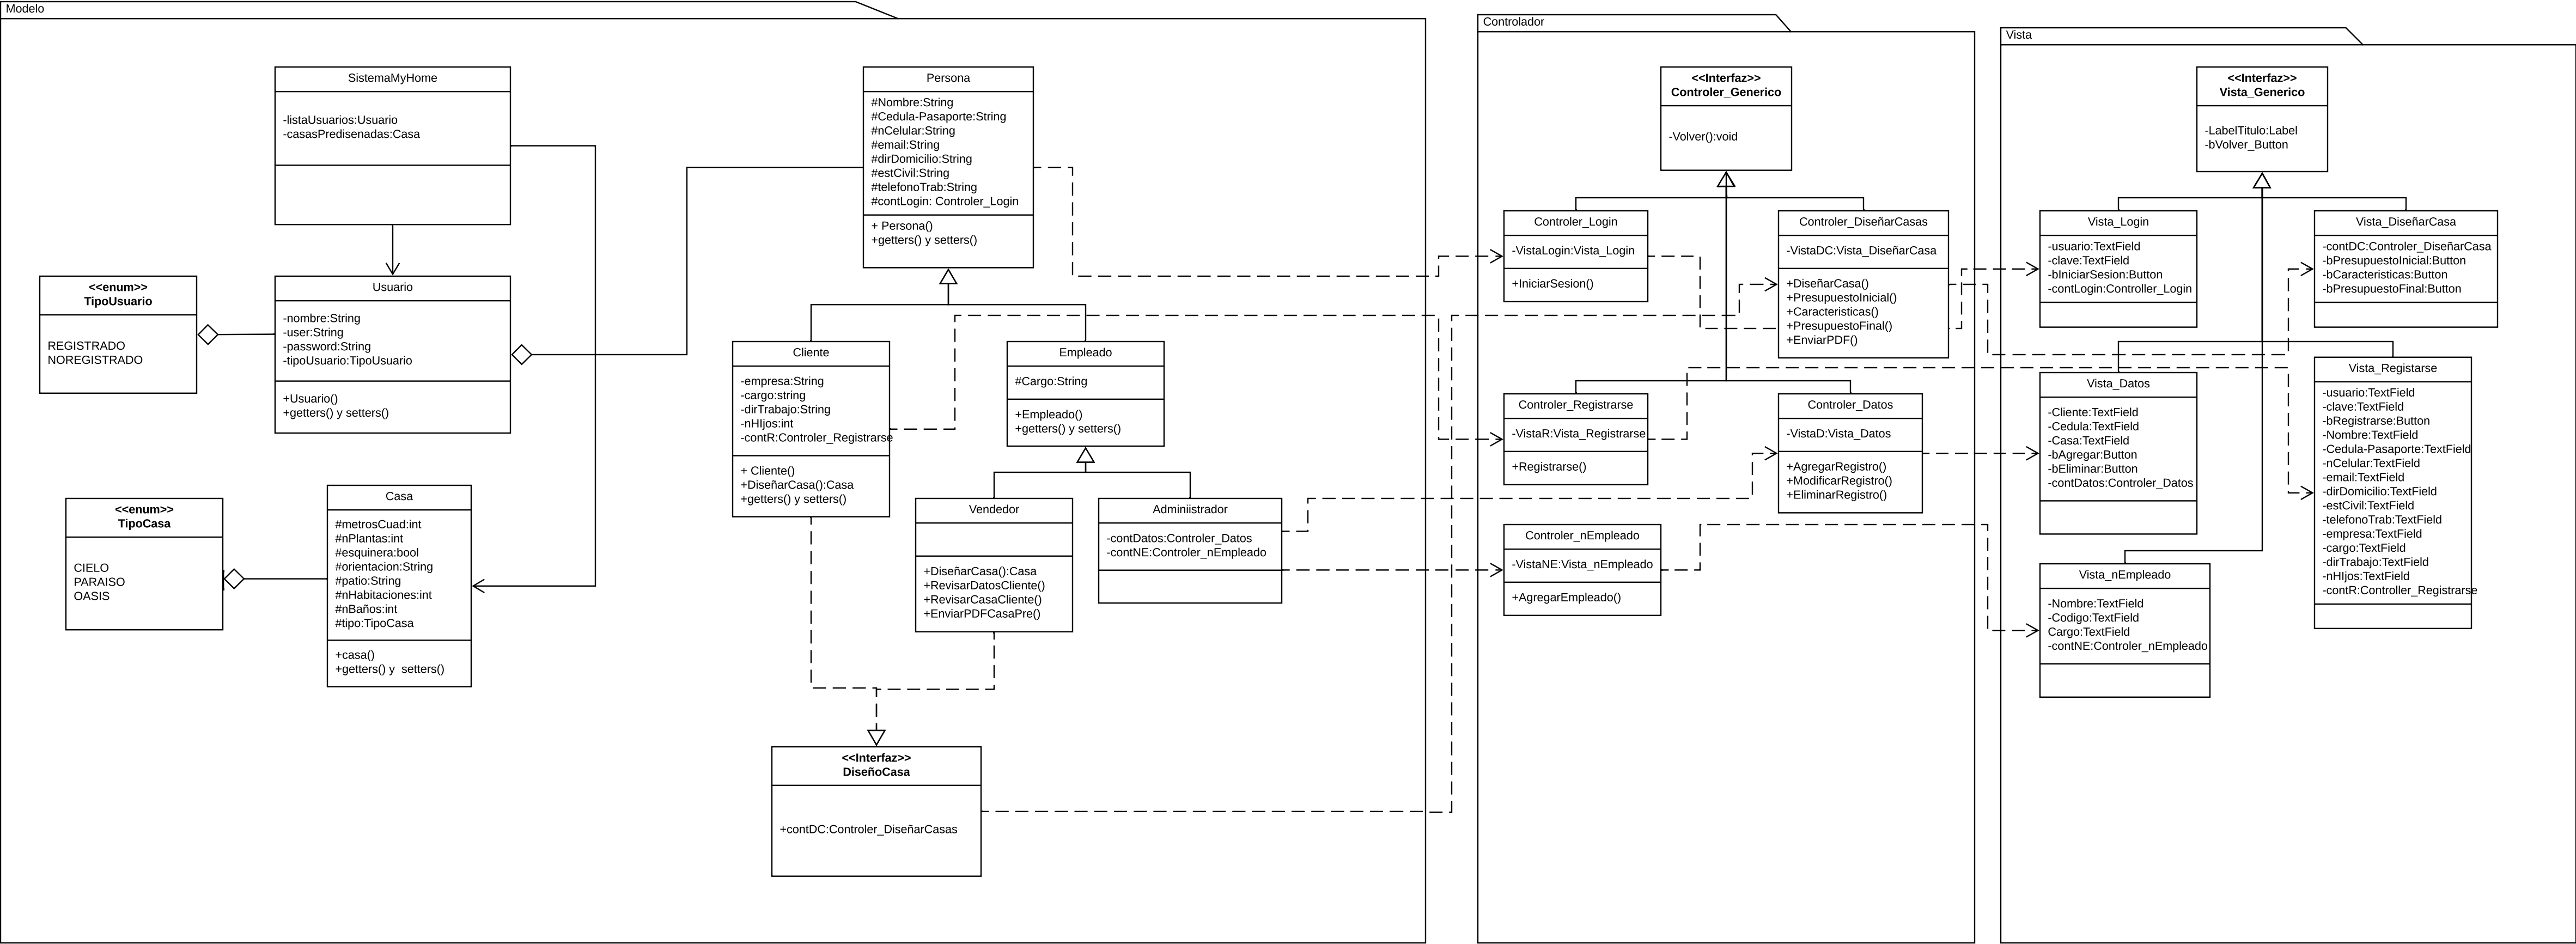 Modelo
SistemaMyHome
-listaUsuarios:Usuario
-casasPredisenadas:Casa
<<enum>>
TipoUsuario
REGISTRADO
NOREGISTRADO
Usuario
-nombre:String
-user:String
-password:String
-tipoUsuario:TipoUsuario
+Usuario()
+getters() y setters()
<<enum>>
TipoCasa
CIELO
PARAISO
OASIS
Casa
#metrosCuad:int
#nPlantas:int
#esquinera:bool
#orientacion:String
#patio:String
#nHabitaciones:int
#nBaños:int
#tipo:TipoCasa
+casa()
+getters() y  setters()
Persona
#Nombre:String
#Cedula-Pasaporte:String
#nCelular:String
#email:String
#dirDomicilio:String
#estCivil:String
#telefonoTrab:String
#contLogin: Controler_Login
+ Persona()
+getters() y setters()
Cliente
-empresa:String
-cargo:string
-dirTrabajo:String
-nHIjos:int
-contR:Controler_Registrarse
+ Cliente()
+DiseñarCasa():Casa
+getters() y setters()
Empleado
#Cargo:String
+Empleado()
+getters() y setters()
Vendedor
+DiseñarCasa():Casa
+RevisarDatosCliente()
+RevisarCasaCliente()
+EnviarPDFCasaPre()
Adminiistrador
-contDatos:Controler_Datos
-contNE:Controler_nEmpleado
<<Interfaz>>
DiseñoCasa
+contDC:Controler_DiseñarCasas
Controlador
<<Interfaz>>
Controler_Generico
-Volver():void
Controler_Login
-VistaLogin:Vista_Login
+IniciarSesion()
Controler_DiseñarCasas
-VistaDC:Vista_DiseñarCasa
+DiseñarCasa()
+PresupuestoInicial()
+Caracteristicas()
+PresupuestoFinal()
+EnviarPDF()
Controler_Registrarse
-VistaR:Vista_Registrarse
+Registrarse()
Controler_Datos
-VistaD:Vista_Datos
+AgregarRegistro()
+ModificarRegistro()
+EliminarRegistro()
Controler_nEmpleado
-VistaNE:Vista_nEmpleado
+AgregarEmpleado()
Vista
<<Interfaz>>
Vista_Generico
-LabelTitulo:Label
-bVolver_Button
Vista_Login
-usuario:TextField
-clave:TextField
-bIniciarSesion:Button
-contLogin:Controller_Login
Vista_DiseñarCasa
-contDC:Controler_DiseñarCasa
-bPresupuestoInicial:Button
-bCaracteristicas:Button
-bPresupuestoFinal:Button
Vista_Datos
-Cliente:TextField
-Cedula:TextField
-Casa:TextField
-bAgregar:Button
-bEliminar:Button
-contDatos:Controler_Datos
Vista_Registarse
-usuario:TextField
-clave:TextField
-bRegistrarse:Button
-Nombre:TextField
-Cedula-Pasaporte:TextField
-nCelular:TextField
-email:TextField
-dirDomicilio:TextField
-estCivil:TextField
-telefonoTrab:TextField
-empresa:TextField
-cargo:TextField
-dirTrabajo:TextField
-nHIjos:TextField
-contR:Controller_Registrarse
Vista_nEmpleado
-Nombre:TextField
-Codigo:TextField
Cargo:TextField
-contNE:Controler_nEmpleado